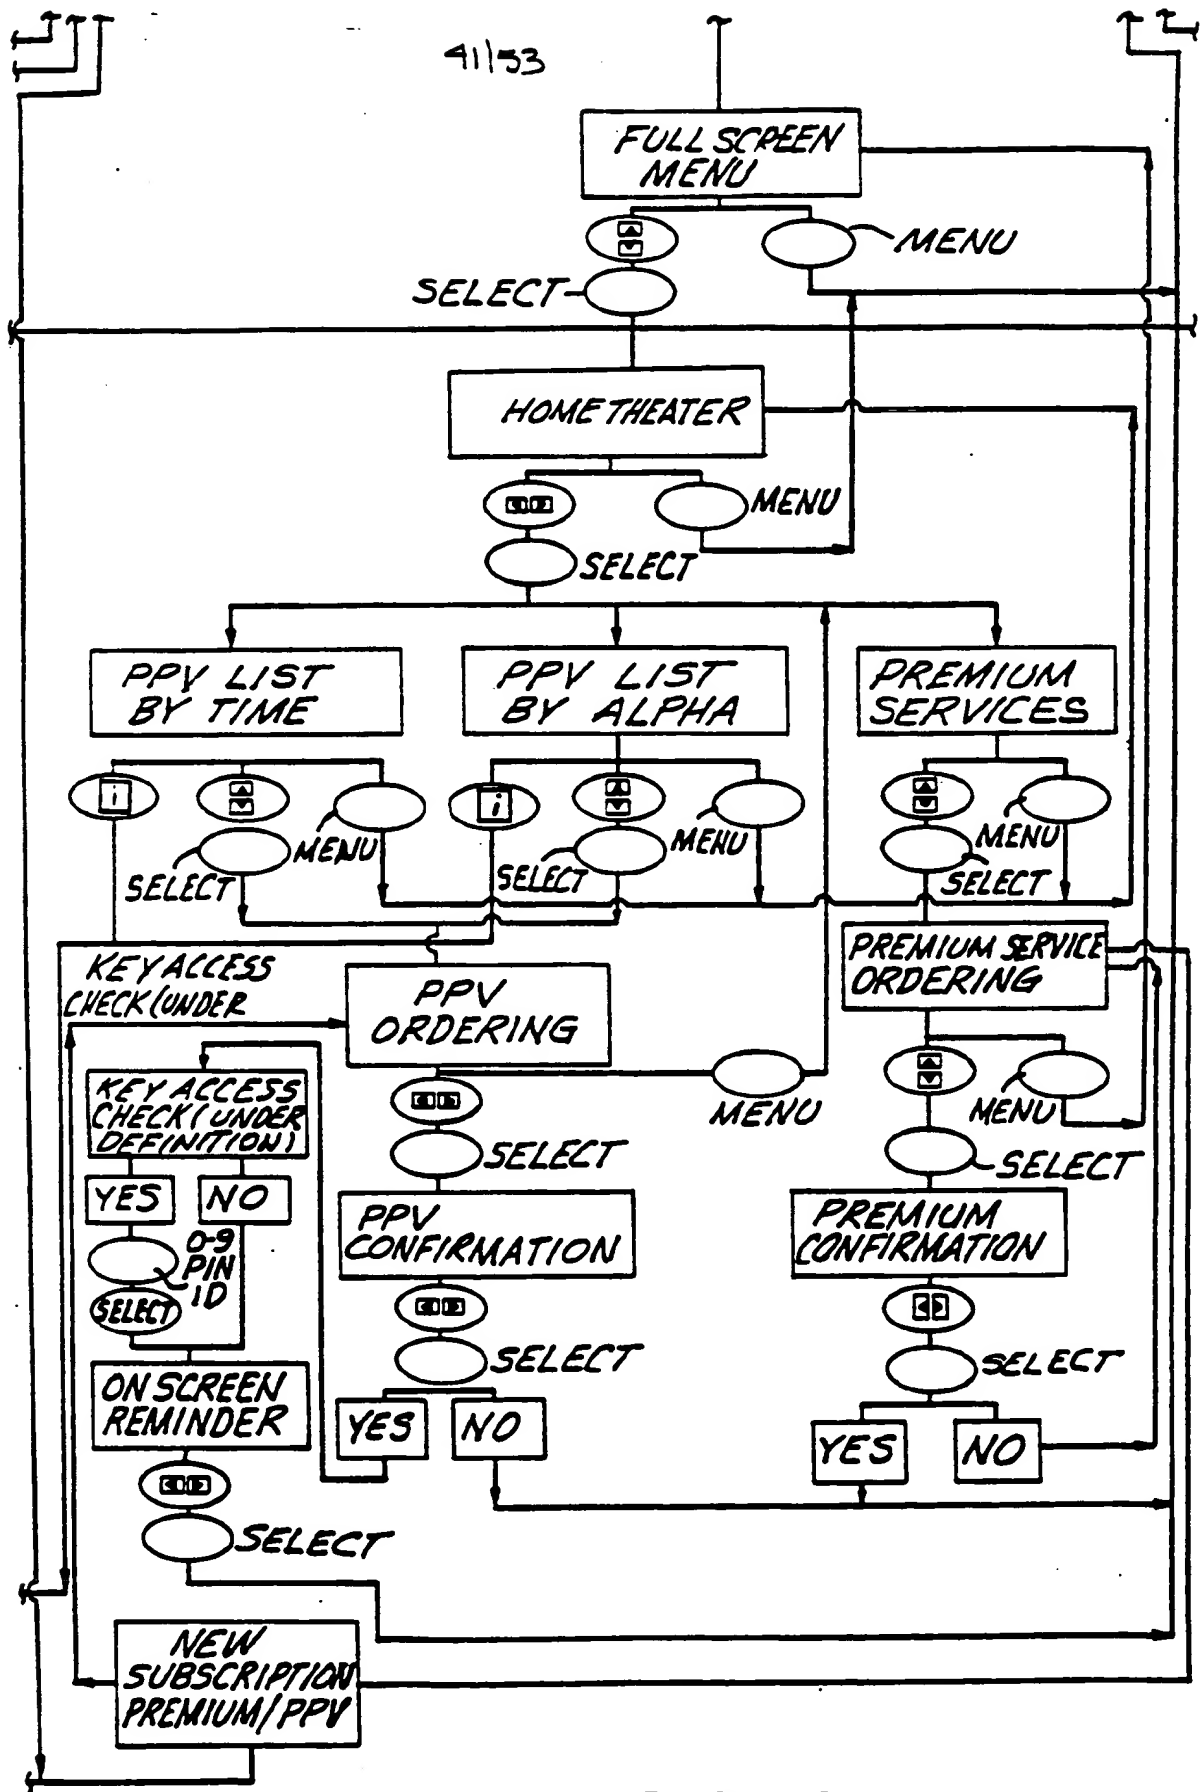 41/53
FULL SCREEN
MENU
MENU
SELECT
HOME THEATER
MENU
SELECT
PPV LIST
BY TIME
PPV LIST
BY ALPHA
PREMIUM
SERVICES
i
MENU
SELECT
i
MENU
SELECT
MENU
SELECT
KEY ACCESS
CHECK (UNDER
PPV
ORDERING
PREMIUM SERVICE
ORDERING
MENU
MENU
SELECT
SELECT
KEY ACCESS
CHECK (UNDER
DEFINITION)
YES
NO
0-9
PIN
ID
SELECT
PPV
CONFIRMATION
PREMIUM
CONFIRMATION
SELECT
SELECT
ON SCREEN
REMINDER
YES
NO
YES
NO
SELECT
NEW
SUBSCRIPTION
PREMIUM/PPV